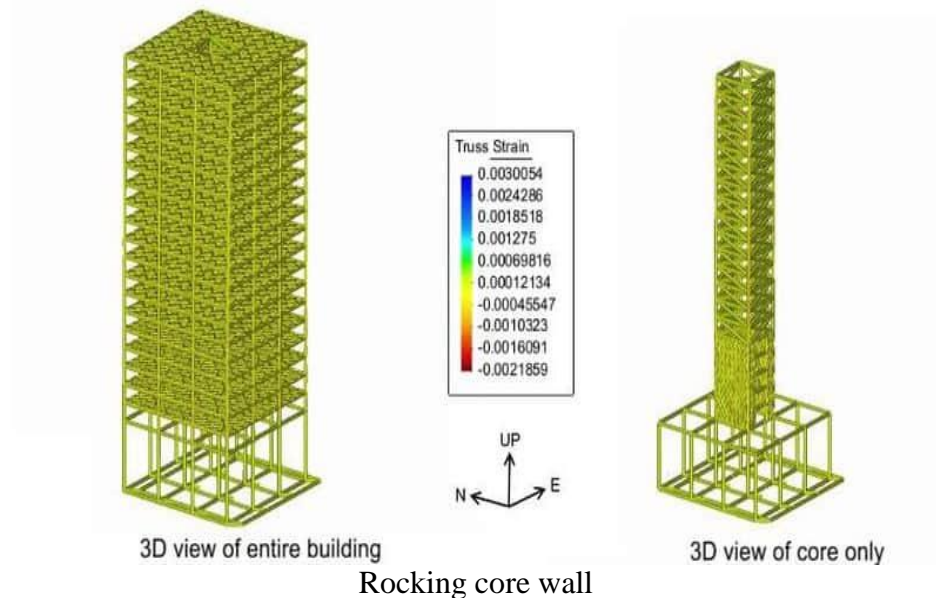 Truss Strain
0.0030054
0.0024286
0.0018518
0.001275
0.00069816
0.00012134
-0.00045547
-0.0010323
-0.0016091
-0.0021859
UP
N
E
3D view of entire building
3D view of core only
Rocking core wall